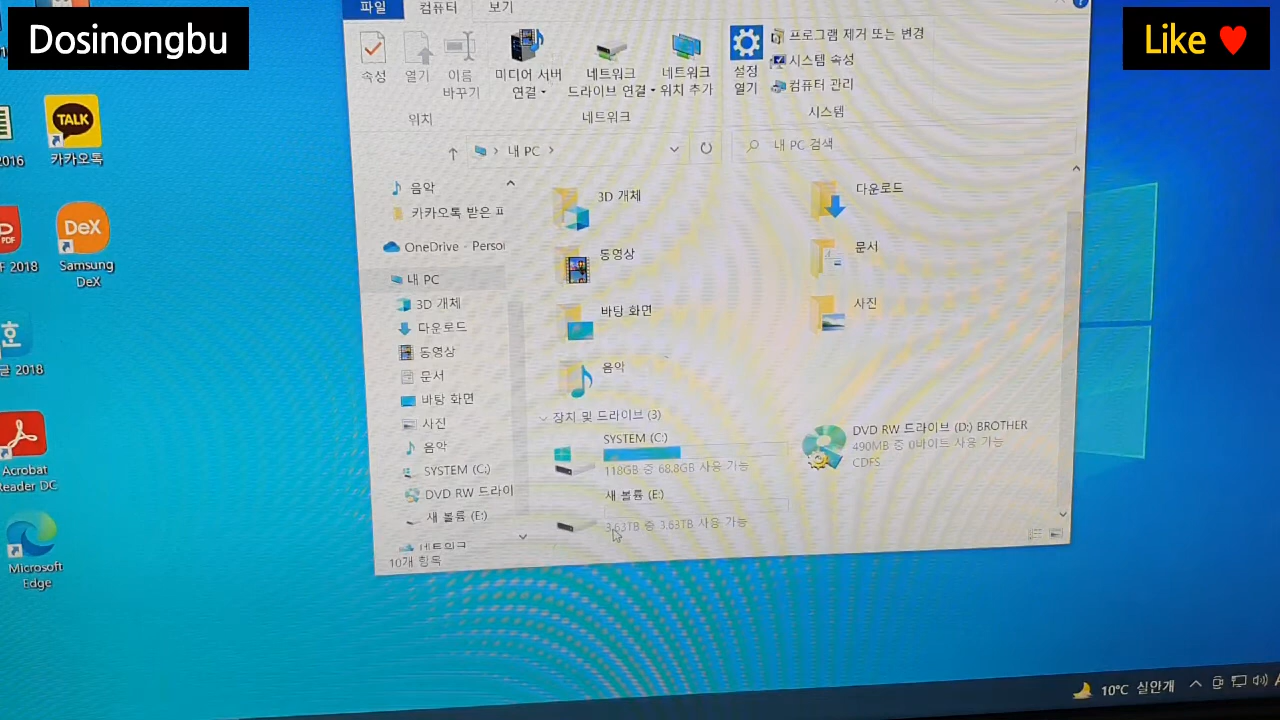 Dosinongbu
Like
파일
컴퓨터
보기
속성
열기
이름
바꾸기
미디어 서버
연결
네트워크
드라이브 연결
네트워크
위치 추가
설정
열기
프로그램 제거 또는 변경
시스템 속성
컴퓨터 관리
위치
네트워크
시스템
내 PC
내 PC 검색
음악
카카오톡 받은 ㅍ
OneDrive - Persoi
내 PC
3D 개체
다운로드
동영상
문서
바탕 화면
사진
음악
SYSTEM (C:)
DVD RW 드라이
새 볼륨 (E:)
네트워크
10개 항목
3D 개체
다운로드
동영상
문서
바탕 화면
사진
음악
장치 및 드라이브 (3)
SYSTEM (C:)
118GB 중 68.8GB 사용 가능
DVD RW 드라이브 (D:) BROTHER
490MB 중 0바이트 사용 가능
CDFS
새 볼륨 (E:)
3.63TB 중 3.63TB 사용 가능
2016
TALK
카카오톡
PDF
F 2018
DeX
Samsung
DeX
글 2018
Acrobat
Reader DC
Microsoft
Edge
10°C 실안개